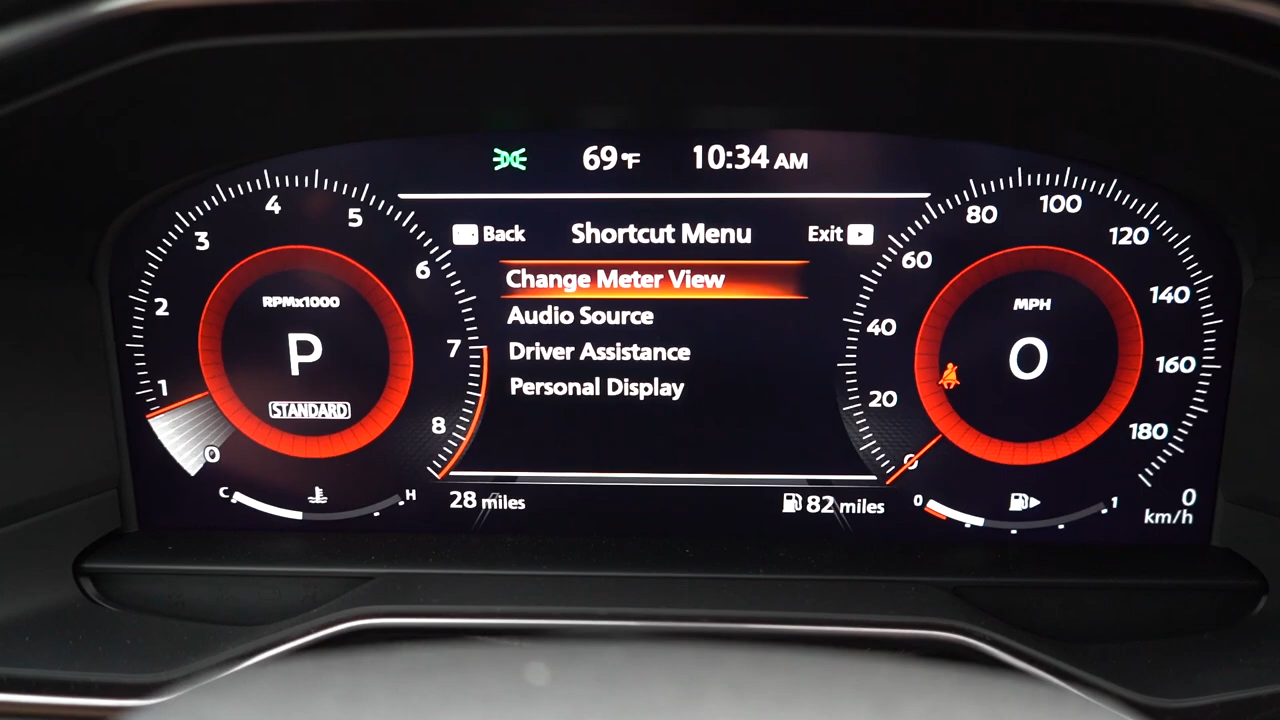 69°F 10:34 AM
Back Shortcut Menu Exit
Change Meter View
Audio Source
Driver Assistance
Personal Display
0 1 2 3 4 5 6 7 8
RPMx1000
P
STANDARD
C H
28 miles
82 miles
0 20 40 60 80 100 120 140 160 180
MPH
0
0 1
0
km/h